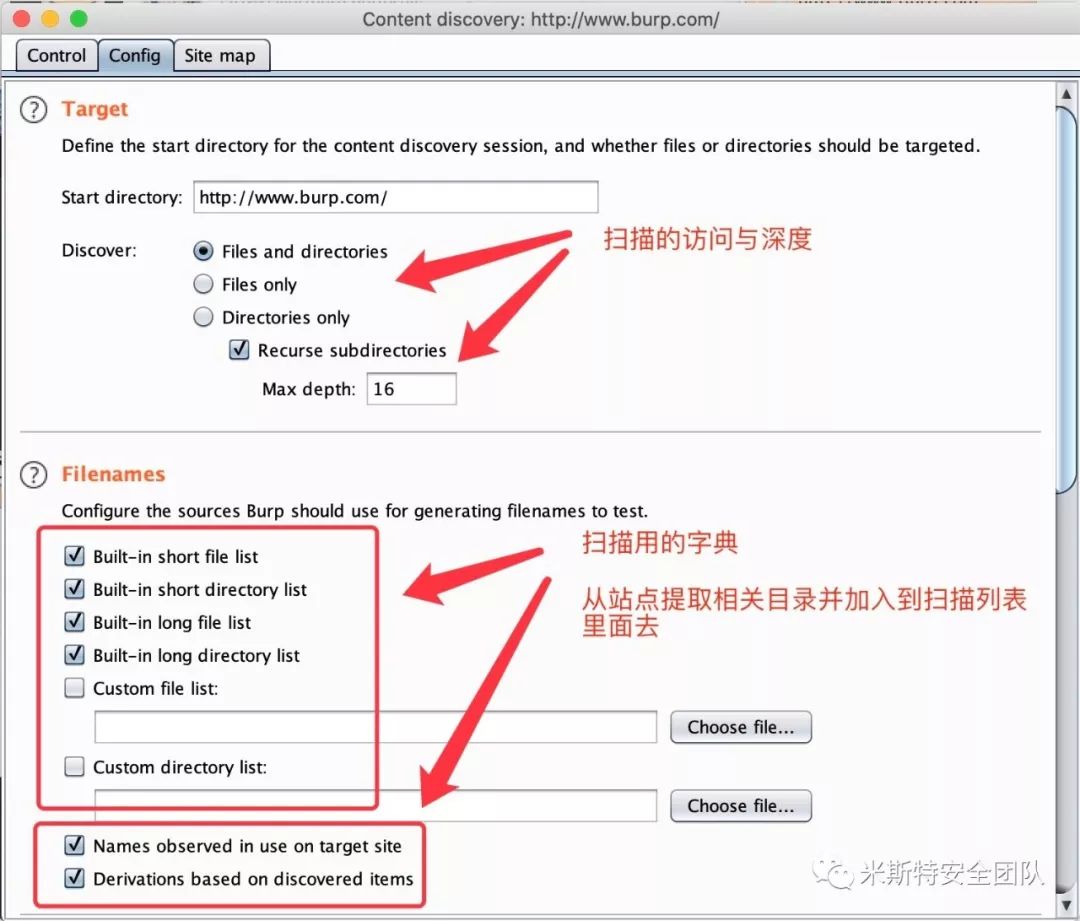 Content discovery: http://www.burp.com/
Control
Config
Site map
Target
Define the start directory for the content discovery session, and whether files or directories should be targeted.
Start directory:
http://www.burp.com/
扫描的访问与深度
Discover:
Files and directories
Files only
Directories only
Recurse subdirectories
Max depth:
16
Filenames
Configure the sources Burp should use for generating filenames to test.
扫描用的字典
Built-in short file list
Built-in short directory list
从站点提取相关目录并加入到扫描列表
里面去
Built-in long file list
Built-in long directory list
Custom file list:
Choose file...
Custom directory list:
Choose file...
Names observed in use on target site
Derivations based on discovered items
米斯特安全团队